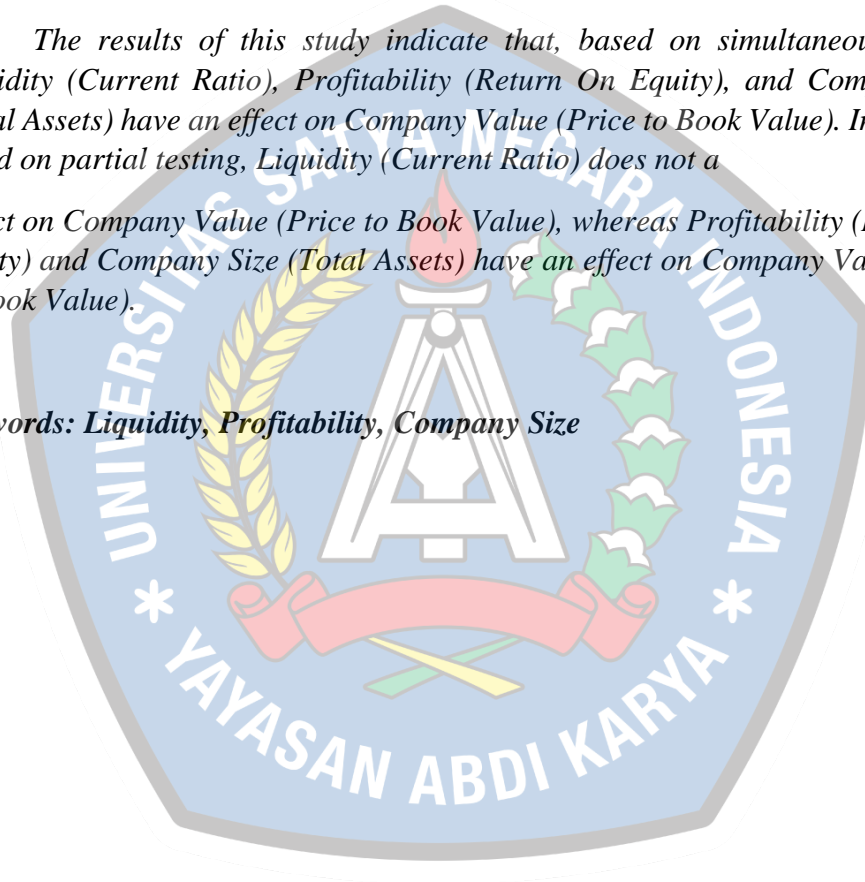 The results of this study indicate that, based on simultaneou
idity (Current Ratio), Profitability (Return On Equity), and Com
al Assets) have an effect on Company Value (Price to Book Value). I
d on partial testing, Liquidity (Current Ratio) does not a
ct on Company Value (Price to Book Value), whereas Profitability (
ty) and Company Size (Total Assets) have an effect on Company Va
ook Value).
words: Liquidity, Profitability, Company Size
UNIVERSITAS SATYA NEGARA INDONESIA
YAYASAN ABDI KARYA